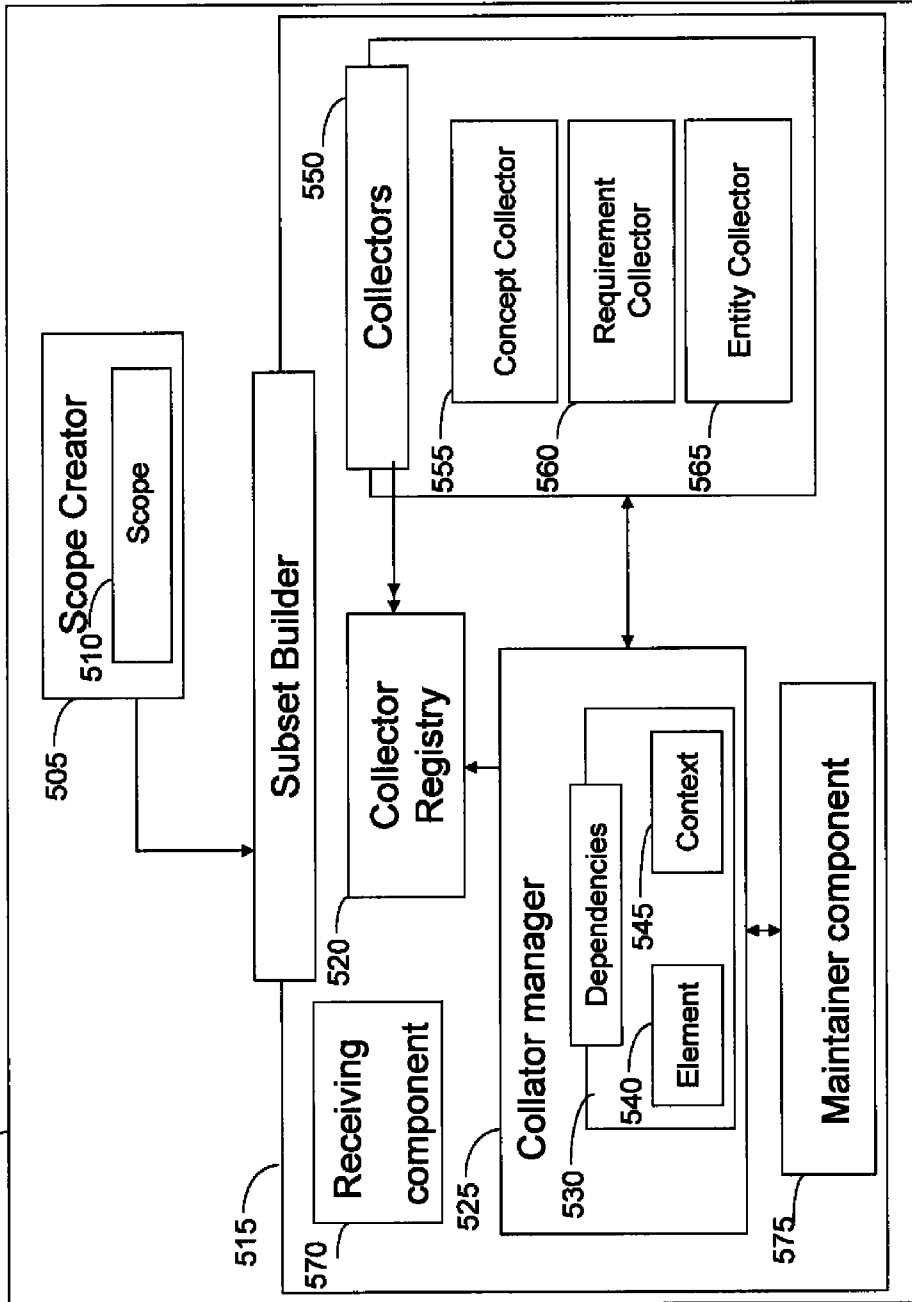 Scope Creator
510
Scope
505
Subset Builder
515
Receiving
component
570
Collector
Registry
520
Collectors
550
Concept Collector
555
Requirement
Collector
560
Entity Collector
565
Collator manager
525
Dependencies
530
Element
540
Context
545
Maintainer component
575